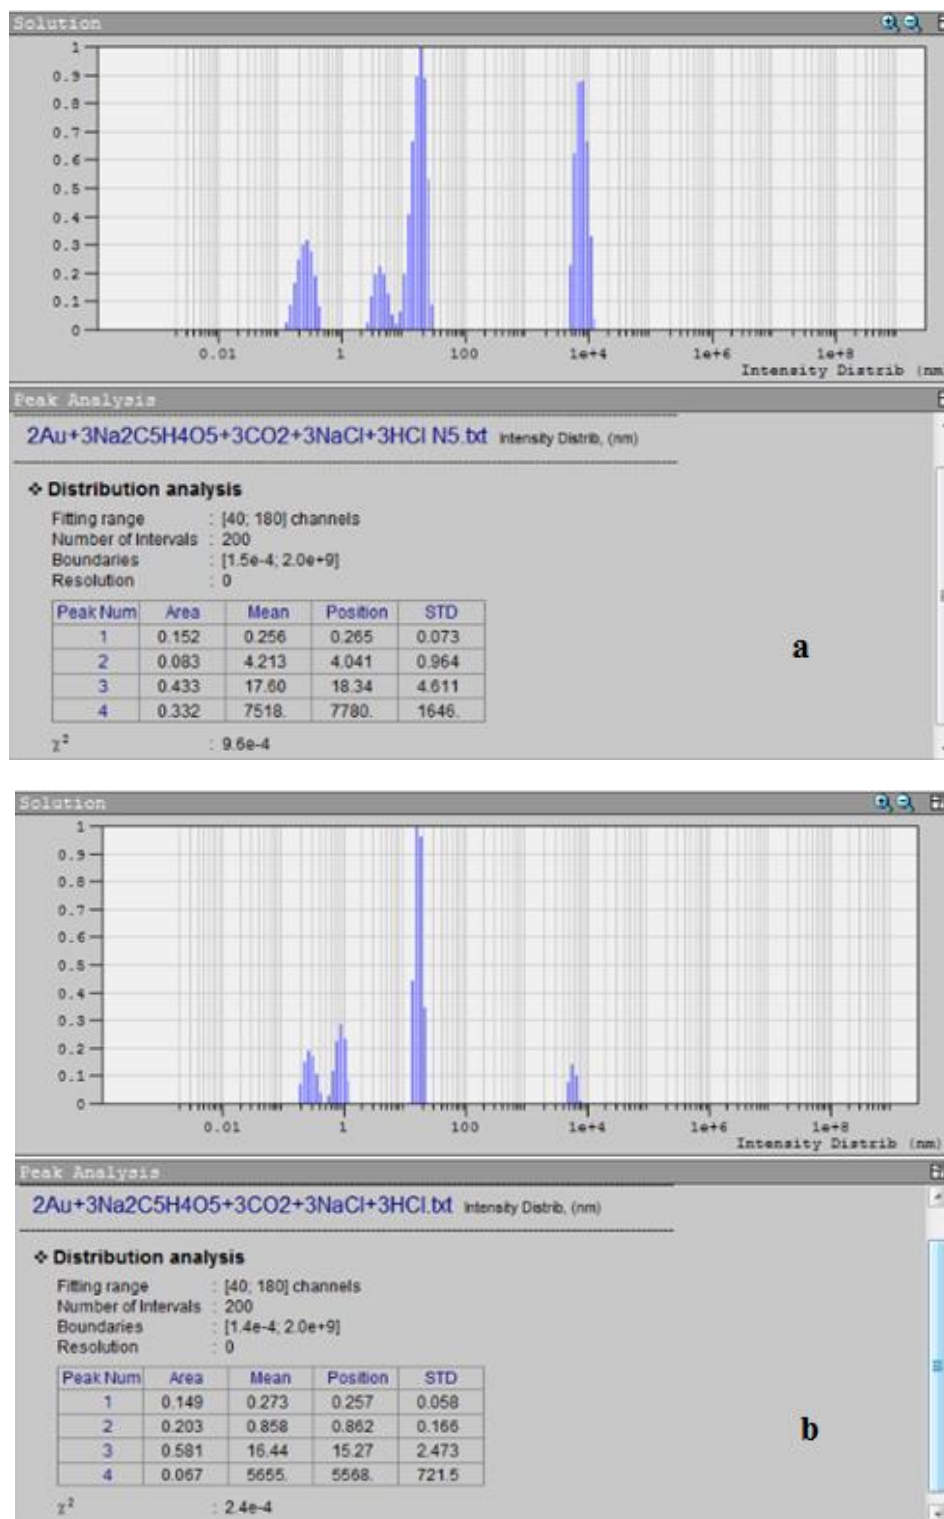 Solution
1
0.9
0.8
0.7
0.6
0.5
0.4
0.3
0.2
0.1
0
0.01 1 100 1e+4 1e+6 1e+8
Intensity Distrib (nm
Peak Analysis
2Au+3Na2C5H4O5+3CO2+3NaCl+3HCl N5.txt Intensity Distrib, (nm)
❖ Distribution analysis
Fitting range : [40; 180] channels
Number of Intervals : 200
Boundaries : [1.5e-4; 2.0e+9]
Resolution : 0
Peak Num Area Mean Position STD
1 0.152 0.256 0.265 0.073
2 0.083 4.213 4.041 0.964
3 0.433 17.60 18.34 4.611
4 0.332 7518. 7780. 1646.
χ² : 9.6e-4
a
Solution
1
0.9
0.8
0.7
0.6
0.5
0.4
0.3
0.2
0.1
0
0.01 1 100 1e+4 1e+6 1e+8
Intensity Distrib (nm)
Peak Analysis
2Au+3Na2C5H4O5+3CO2+3NaCl+3HCl.txt Intensity Distrib, (nm)
❖ Distribution analysis
Fitting range : [40; 180] channels
Number of Intervals : 200
Boundaries : [1.4e-4; 2.0e+9]
Resolution : 0
Peak Num Area Mean Position STD
1 0.149 0.273 0.257 0.058
2 0.203 0.858 0.862 0.166
3 0.581 16.44 15.27 2.473
4 0.067 5655. 5568. 721.5
χ² : 2.4e-4
b